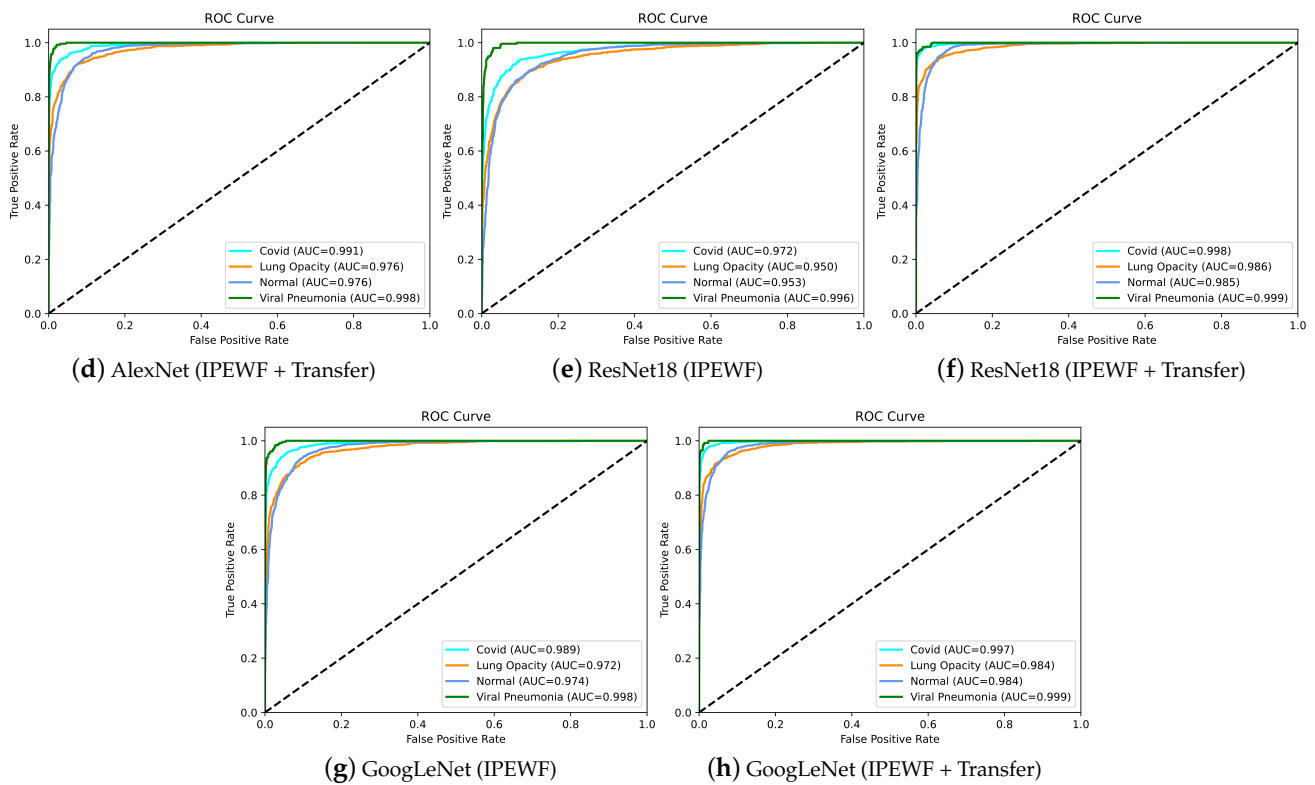 ROC Curve
True Positive Rate
1.0
0.8
0.6
0.4
0.2
0.0
Covid (AUC=0.991)
Lung Opacity (AUC=0.976)
Normal (AUC=0.976)
Viral Pneumonia (AUC=0.998)
0.0 0.2 0.4 0.6 0.8 1.0
False Positive Rate
(d) AlexNet (IPEWF + Transfer)
ROC Curve
True Positive Rate
1.0
0.8
0.6
0.4
0.2
0.0
Covid (AUC=0.972)
Lung Opacity (AUC=0.950)
Normal (AUC=0.953)
Viral Pneumonia (AUC=0.996)
0.0 0.2 0.4 0.6 0.8 1.0
False Positive Rate
(e) ResNet18 (IPEWF)
ROC Curve
True Positive Rate
1.0
0.8
0.6
0.4
0.2
0.0
Covid (AUC=0.998)
Lung Opacity (AUC=0.986)
Normal (AUC=0.985)
Viral Pneumonia (AUC=0.999)
0.0 0.2 0.4 0.6 0.8 1.0
False Positive Rate
(f) ResNet18 (IPEWF + Transfer)
ROC Curve
True Positive Rate
1.0
0.8
0.6
0.4
0.2
0.0
Covid (AUC=0.989)
Lung Opacity (AUC=0.972)
Normal (AUC=0.974)
Viral Pneumonia (AUC=0.998)
0.0 0.2 0.4 0.6 0.8 1.0
False Positive Rate
(g) GoogLeNet (IPEWF)
ROC Curve
True Positive Rate
1.0
0.8
0.6
0.4
0.2
0.0
Covid (AUC=0.997)
Lung Opacity (AUC=0.984)
Normal (AUC=0.984)
Viral Pneumonia (AUC=0.999)
0.0 0.2 0.4 0.6 0.8 1.0
False Positive Rate
(h) GoogLeNet (IPEWF + Transfer)